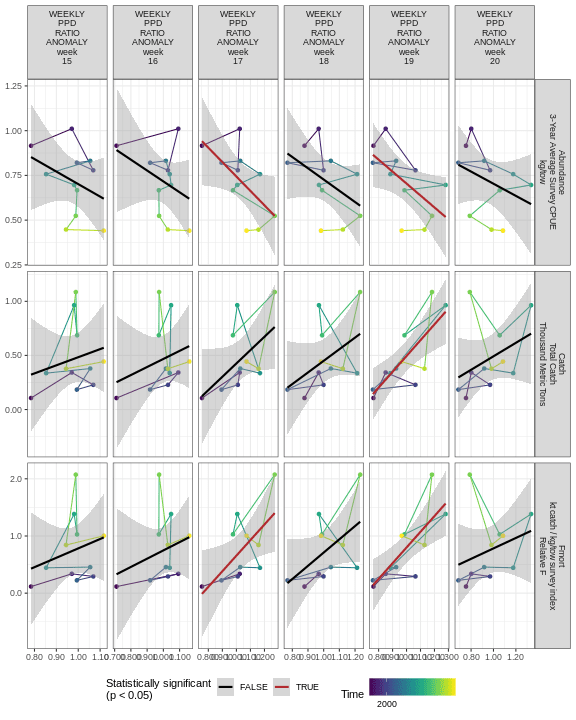 WEEKLY
PPD
RATIO
ANOMALY
week
15
WEEKLY
PPD
RATIO
ANOMALY
week
16
WEEKLY
PPD
RATIO
ANOMALY
week
17
WEEKLY
PPD
RATIO
ANOMALY
week
18
WEEKLY
PPD
RATIO
ANOMALY
week
19
WEEKLY
PPD
RATIO
ANOMALY
week
20
1.25
1.00
0.75
0.50
0.25
Abundance
3-Year Average Survey CPUE
kg/tow
1.00
0.50
0.00
Catch
Total Catch
Thousand Metric Tons
2.0
1.0
0.0
Fmort
kt catch / kg/tow survey index
Relative F
0.80 0.90 1.00
0.80 1.00 1.20
0.80 1.00 1.20
Statistically significant
(p < 0.05)
FALSE
TRUE
Time
2000